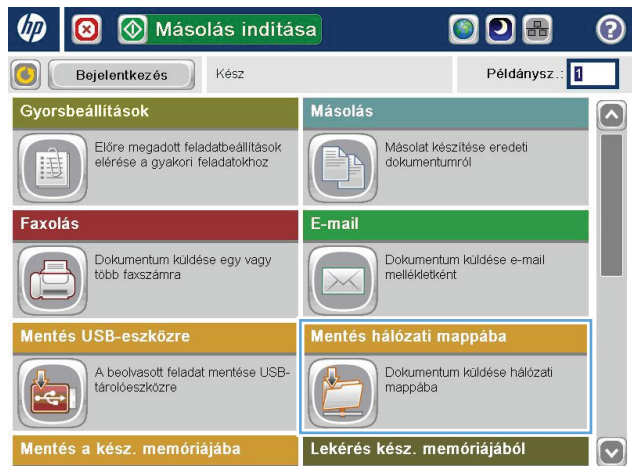 hp
Másolás indítása
?
Bejelentkezés
Kész
Példánysz.: 1
Gyorsbeállítások
Előre megadott feladatbeállítások
elérése a gyakori feladatokhoz
Másolás
Másolat készítése eredeti
dokumentumról
Faxolás
Dokumentum küldése egy vagy
több faxszámra
E-mail
Dokumentum küldése e-mail
mellékletként
Mentés USB-eszközre
A beolvasott feladat mentése USB-
tárolóeszközre
Mentés hálózati mappába
Dokumentum küldése hálózati
mappába
Mentés a kész. memóriájába
Lekérés kész. memóriájából